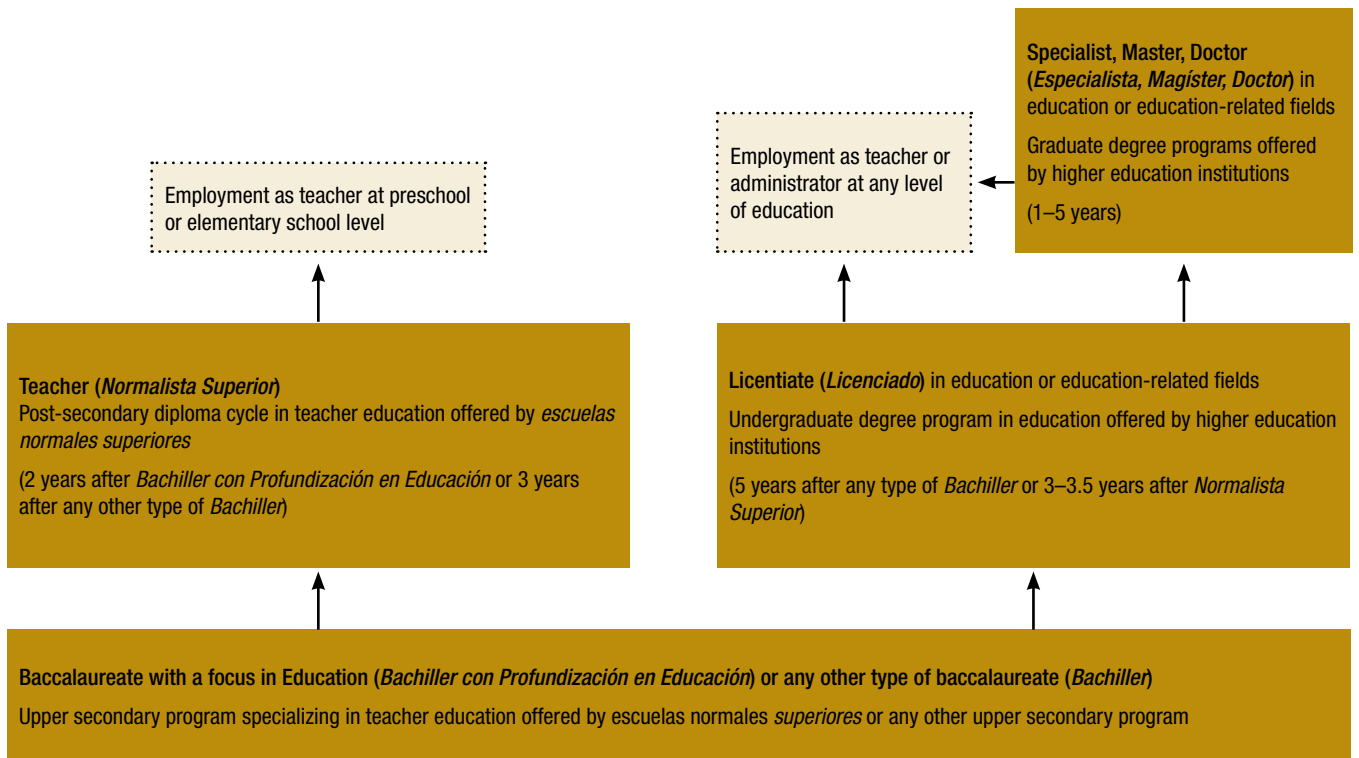 Specialist, Master, Doctor
(Especialista, Magíster, Doctor) in
education or education-related fields
Graduate degree programs offered
by higher education institutions
(1–5 years)
Employment as teacher or
administrator at any level
of education
Employment as teacher at preschool
or elementary school level
Teacher (Normalista Superior)
Post-secondary diploma cycle in teacher education offered by escuelas
normales superiores
(2 years after Bachiller con Profundización en Educación or 3 years
after any other type of Bachiller)
Licentiate (Licenciado) in education or education-related fields
Undergraduate degree program in education offered by higher education
institutions
(5 years after any type of Bachiller or 3–3.5 years after Normalista
Superior)
Baccalaureate with a focus in Education (Bachiller con Profundización en Educación) or any other type of baccalaureate (Bachiller)
Upper secondary program specializing in teacher education offered by escuelas normales superiores or any other upper secondary program